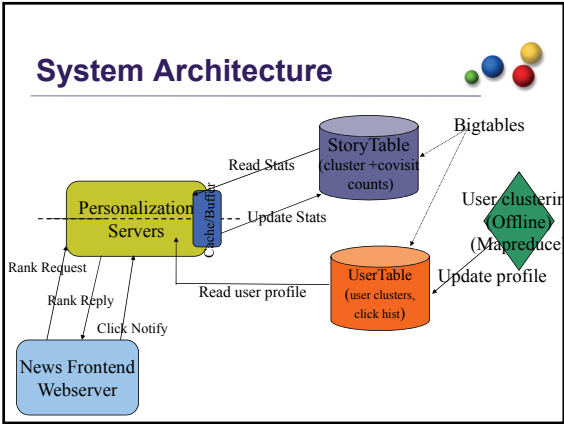 System Architecture
Bigtables
StoryTable
(cluster +covisit
counts)
Read Stats
Update Stats
Personalization
Servers
Cache/Buffer
User clusterin
(Offline)
(Mapreduce)
UserTable
(user clusters,
click hist)
Update profile
Read user profile
Rank Request
Rank Reply
Click Notify
News Frontend
Webserver